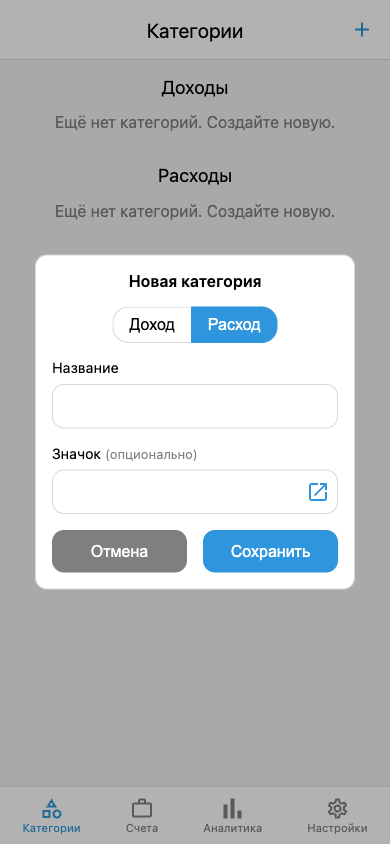 Категории
Доходы
Ещё нет категорий. Создайте новую.
Расходы
Ещё нет категорий. Создайте новую.
Новая категория
Доход Расход
Название
Значок (опционально)
Отмена Сохранить
Категории Счета Аналитика Настройки